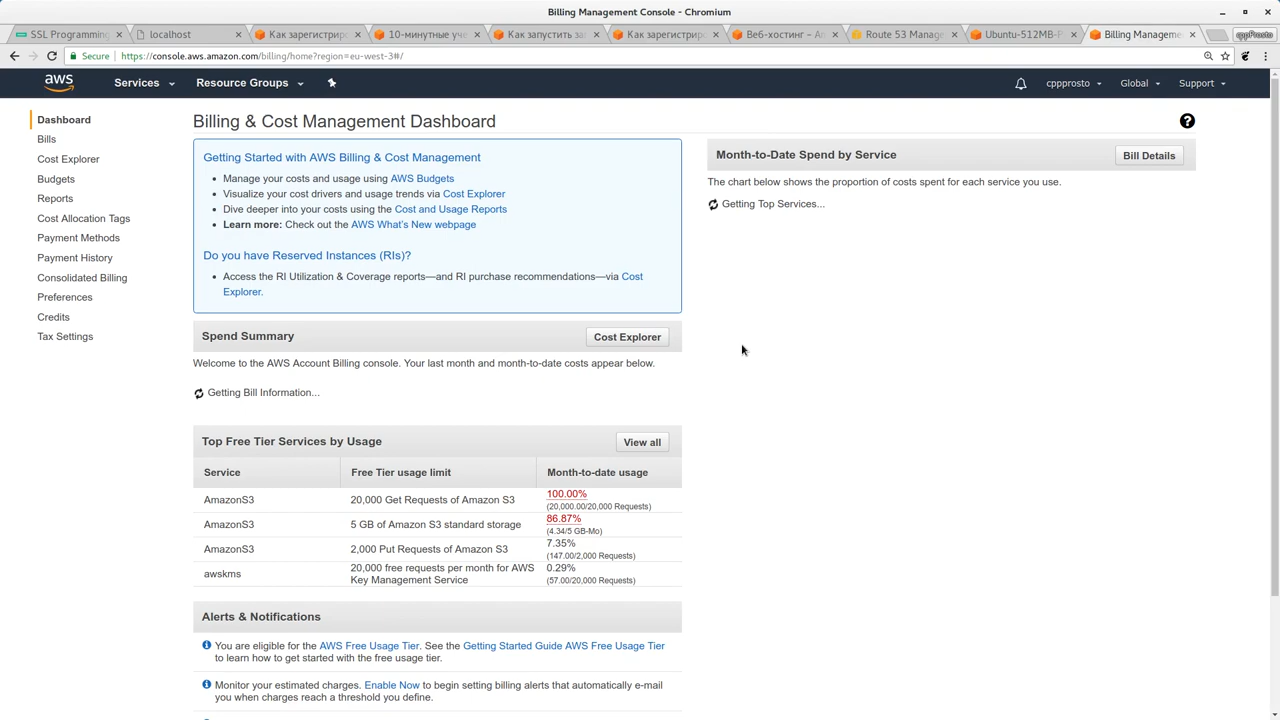 Billing Management Console - Chromium
SSL Programming
localhost
Как зарегистрир
10-минутные уче
Как запустить за
Как зарегистрир
Веб-хостинг – Am
Route 53 Manage
Ubuntu-512MB-P
Billing Manageme
cppProsto
Secure
https://console.aws.amazon.com/billing/home?region=eu-west-3#/
aws
Services
Resource Groups
cppprosto
Global
Support
Dashboard
Bills
Cost Explorer
Budgets
Reports
Cost Allocation Tags
Payment Methods
Payment History
Consolidated Billing
Preferences
Credits
Tax Settings
Billing & Cost Management Dashboard
Getting Started with AWS Billing & Cost Management
• Manage your costs and usage using AWS Budgets
• Visualize your cost drivers and usage trends via Cost Explorer
• Dive deeper into your costs using the Cost and Usage Reports
• Learn more: Check out the AWS What's New webpage
Do you have Reserved Instances (RIs)?
• Access the RI Utilization & Coverage reports—and RI purchase recommendations—via Cost
Explorer.
Spend Summary
Cost Explorer
Welcome to the AWS Account Billing console. Your last month and month-to-date costs appear below.
Getting Bill Information...
Top Free Tier Services by Usage
View all
Service Free Tier usage limit Month-to-date usage
AmazonS3 20,000 Get Requests of Amazon S3 100.00%
(20,000.00/20,000 Requests)
AmazonS3 5 GB of Amazon S3 standard storage 86.87%
(4.34/5 GB-Mo)
AmazonS3 2,000 Put Requests of Amazon S3 7.35%
(147.00/2,000 Requests)
awskms 20,000 free requests per month for AWS 0.29%
Key Management Service (57.00/20,000 Requests)
Alerts & Notifications
You are eligible for the AWS Free Usage Tier. See the Getting Started Guide AWS Free Usage Tier
to learn how to get started with the free usage tier.
Monitor your estimated charges. Enable Now to begin setting billing alerts that automatically e-mail
you when charges reach a threshold you define.
Month-to-Date Spend by Service
Bill Details
The chart below shows the proportion of costs spent for each service you use.
Getting Top Services...